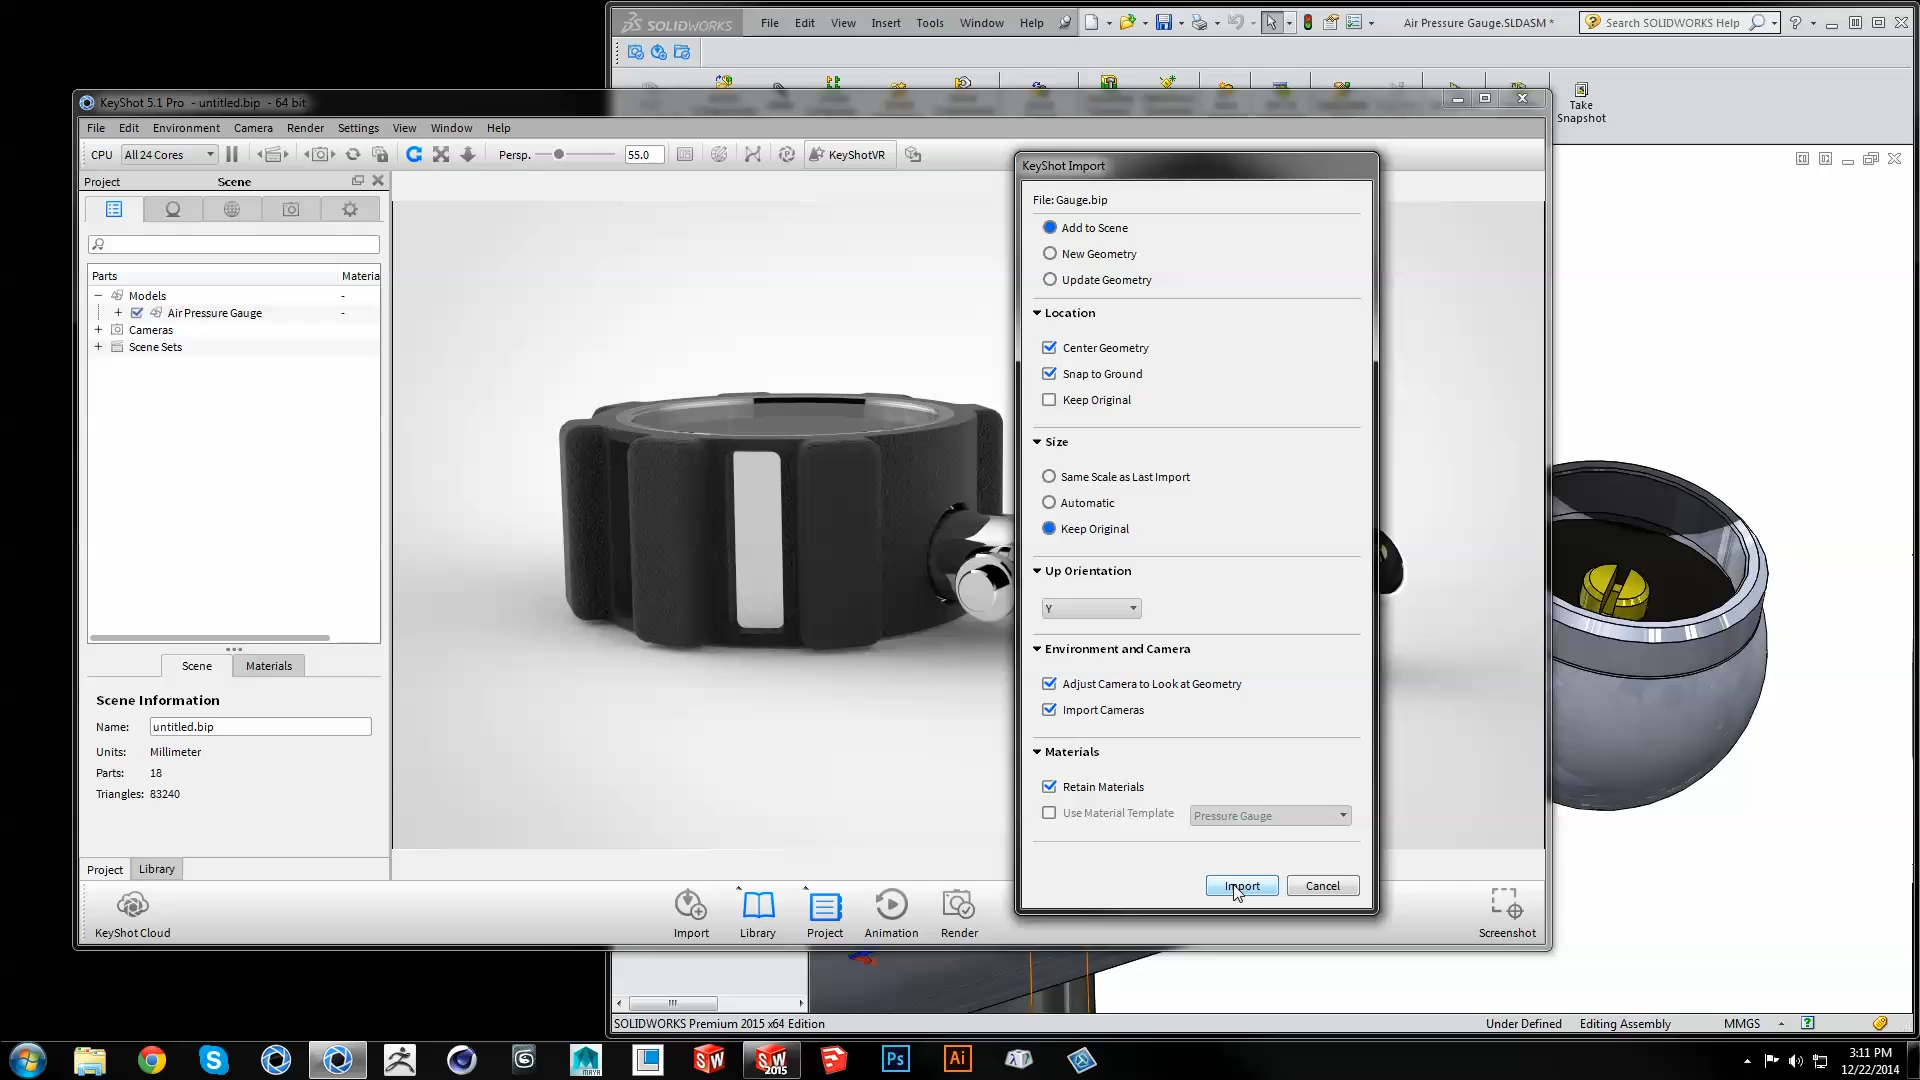 SOLIDWORKS File Edit View Insert Tools Window Help Air Pressure Gauge.SLDASM * Search SOLIDWORKS Help
Take
Snapshot
KeyShot 5.1 Pro - untitled.bip - 64 bit
File Edit Environment Camera Render Settings View Window Help
CPU All 24 Cores Persp. 55.0 KeyShotVR
Project Scene
Parts Materia
Models -
Air Pressure Gauge -
Cameras
Scene Sets
Scene Materials
Scene Information
Name: untitled.bip
Units: Millimeter
Parts: 18
Triangles: 83240
Project Library
KeyShot Cloud Import Library Project Animation Render Screenshot
KeyShot Import
File: Gauge.bip
Add to Scene
New Geometry
Update Geometry
Location
Center Geometry
Snap to Ground
Keep Original
Size
Same Scale as Last Import
Automatic
Keep Original
Up Orientation
Y
Environment and Camera
Adjust Camera to Look at Geometry
Import Cameras
Materials
Retain Materials
Use Material Template Pressure Gauge
Import Cancel
SOLIDWORKS Premium 2015 x64 Edition Under Defined Editing Assembly MMGS
MAYA SW SW 2015 Ps Ai
3:11 PM
12/22/2014